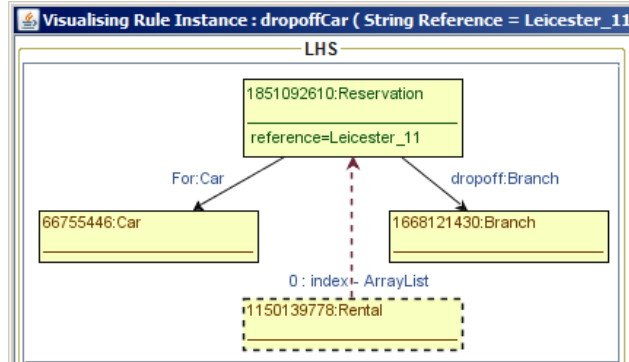 Visualising Rule Instance : dropoffCar ( String Reference = Leicester_11
LHS
1851092610:Reservation
reference=Leicester_11
For:Car
dropoff:Branch
66755446:Car
1668121430:Branch
0 : index - ArrayList
1150139778:Rental